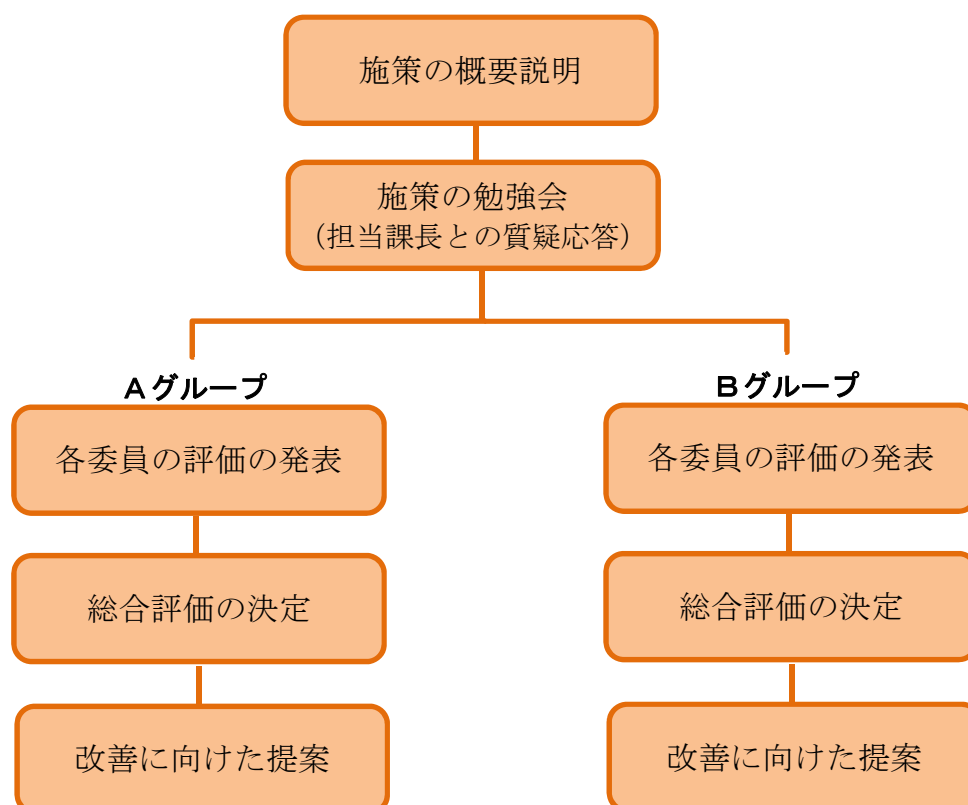 施策の概要説明
施策の勉強会
（担当課長との質疑応答）
Ａグループ
各委員の評価の発表
総合評価の決定
改善に向けた提案
Ｂグループ
各委員の評価の発表
総合評価の決定
改善に向けた提案